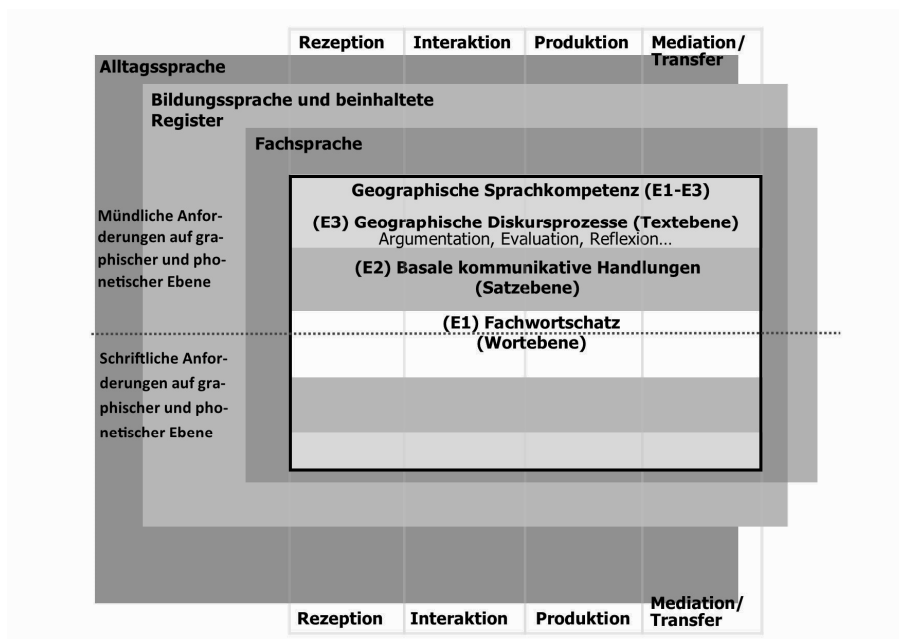 Rezeption Interaktion Produktion Mediation/
Transfer
Alltagssprache
Bildungssprache und beinhaltete
Register
Fachsprache
Geographische Sprachkompetenz (E1-E3)
(E3) Geographische Diskursprozesse (Textebene)
Argumentation, Evaluation, Reflexion...
(E2) Basale kommunikative Handlungen
(Satzebene)
(E1) Fachwortschatz
(Wortebene)
Mündliche Anfor-
derungen auf gra-
phischer und pho-
netischer Ebene
Schriftliche Anfor-
derungen auf gra-
phischer und pho-
netischer Ebene
Rezeption Interaktion Produktion Mediation/
Transfer